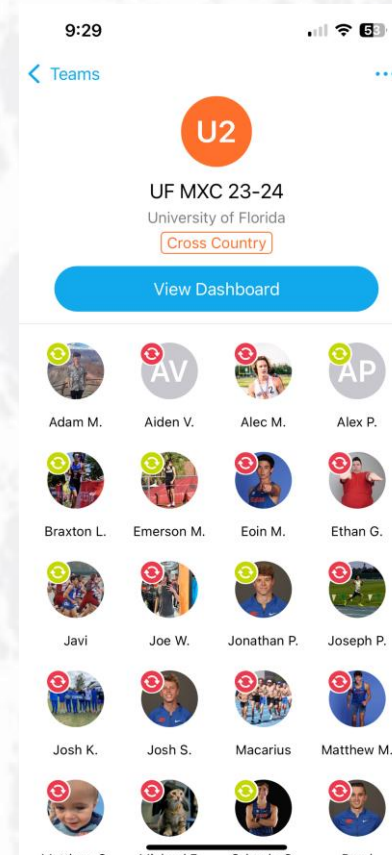 9:29
53
Teams
U2
UF MXC 23-24
University of Florida
Cross Country
View Dashboard
AV
AP
Adam M.
Aiden V.
Alec M.
Alex P.
Braxton L.
Emerson M.
Eoin M.
Ethan G.
Javi
Joe W.
Jonathan P.
Joseph P.
Josh K.
Josh S.
Macarius
Matthew M.